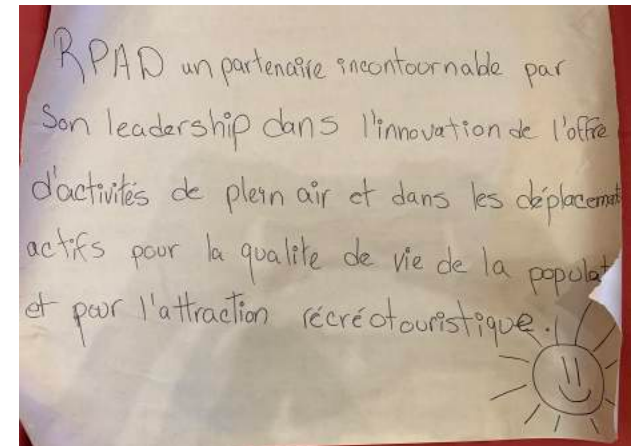 RPAD un partenaire incontournable par
Son leadership dans l'innovation de l'offre
d'activités de plein air et dans les déplacement
actifs pour la qualite de vie de la populat
et pour l'attraction récréotouristique.